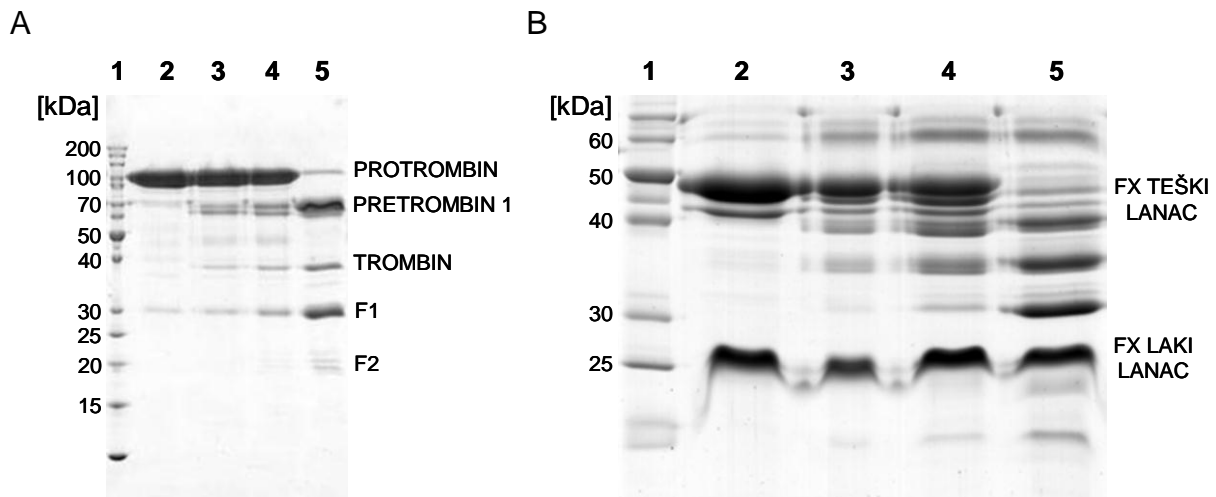 A
1 2 3 4 5
[kDa]
200
100
70
50
40
30
25
20
15
PROTROMBIN
PRETROMBIN 1
TROMBIN
F1
F2
B
1 2 3 4 5
[kDa]
60
50
40
30
25
FX TEŠKI
LANAC
FX LAKI
LANAC